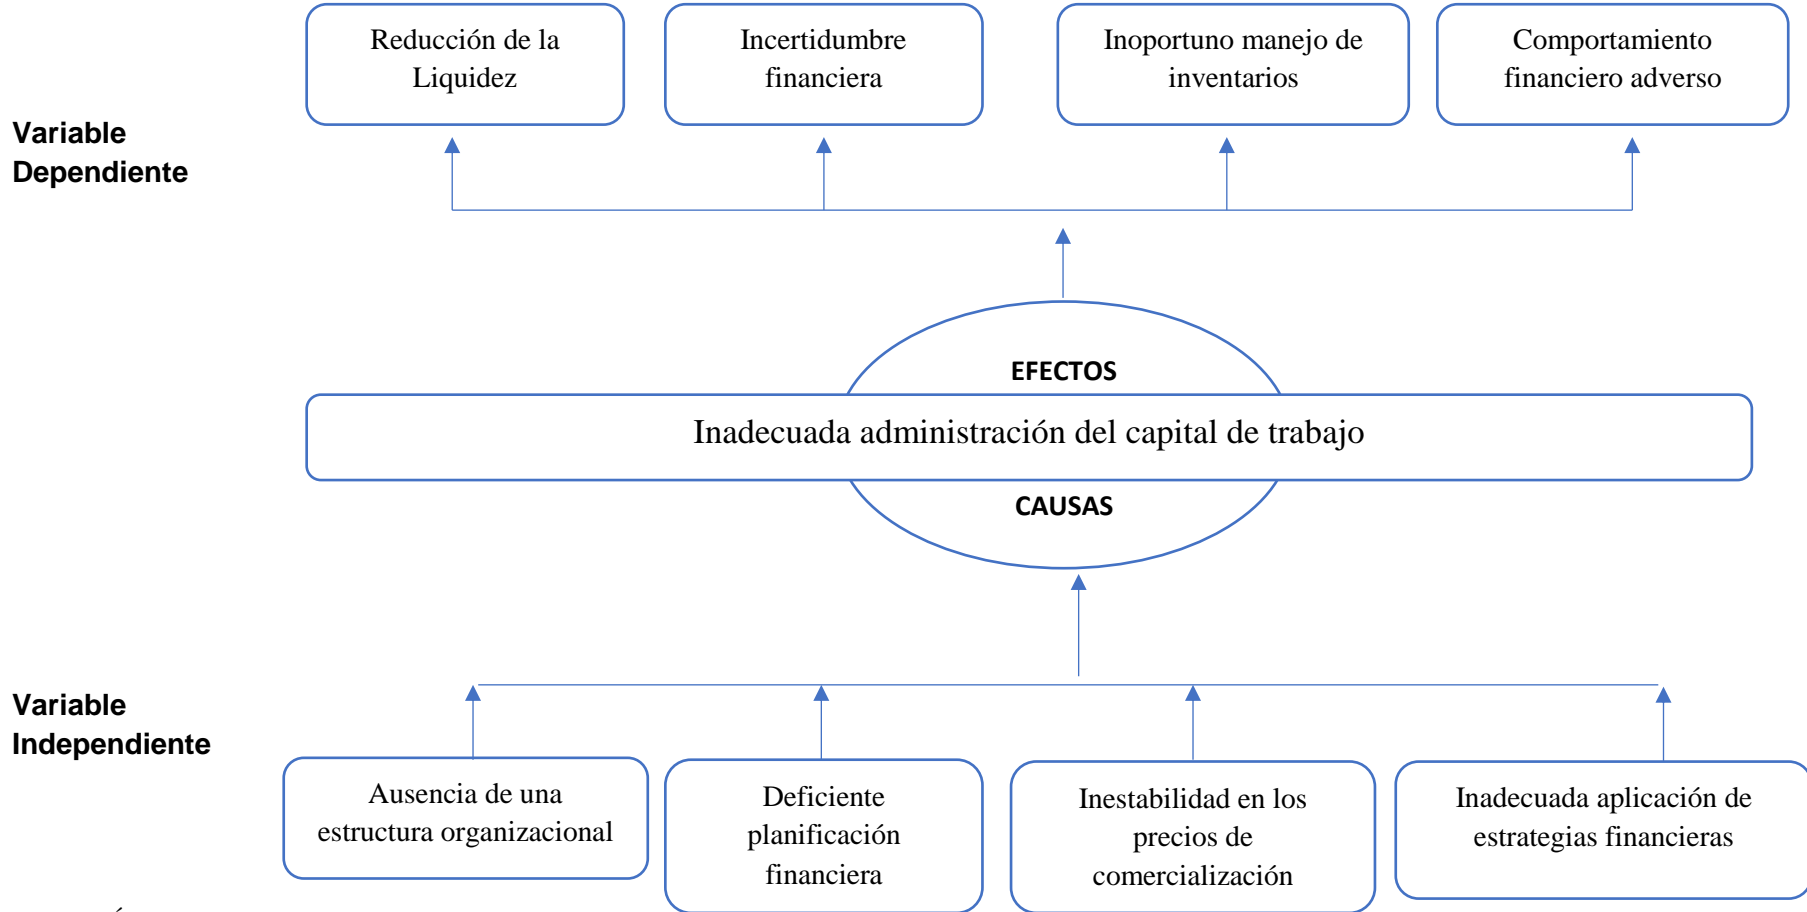 Reducción de la
Liquidez
Incertidumbre
financiera
Inoportuno manejo de
inventarios
Comportamiento
financiero adverso
Variable
Dependiente
EFECTOS
Inadecuada administración del capital de trabajo
CAUSAS
Variable
Independiente
Ausencia de una
estructura organizacional
Deficiente
planificación
financiera
Inestabilidad en los
precios de
comercialización
Inadecuada aplicación de
estrategias financieras